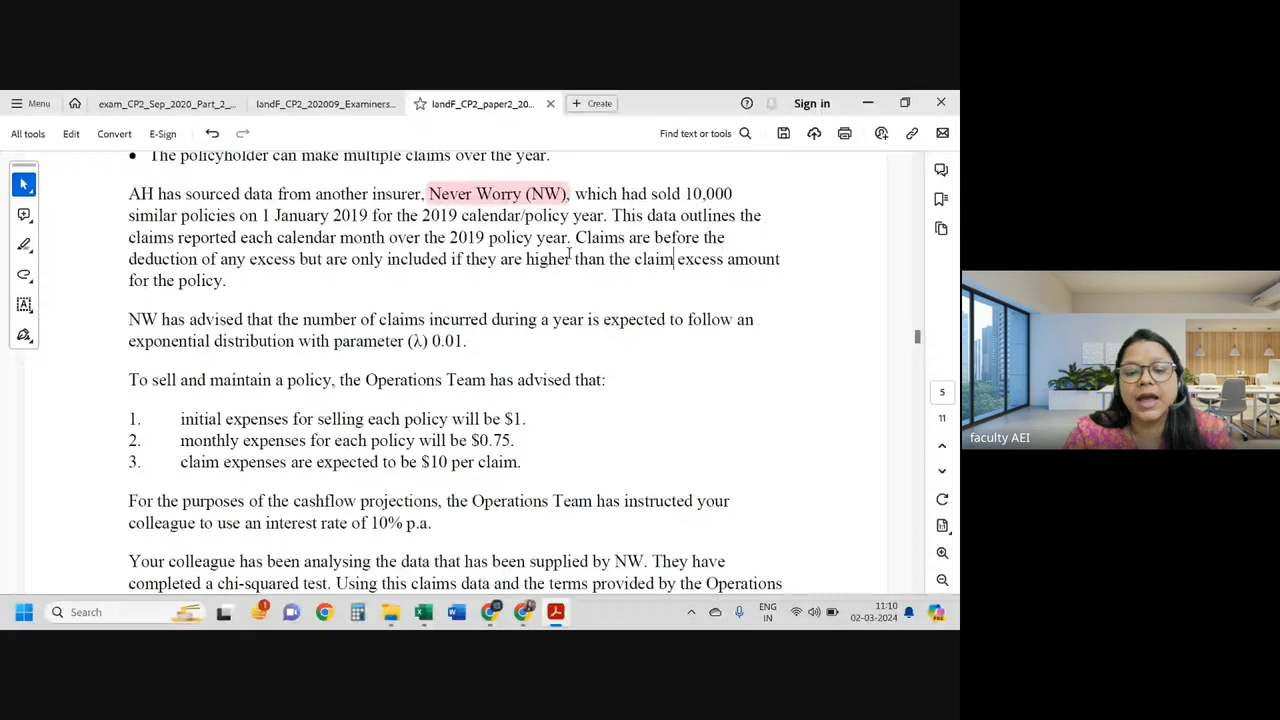 Menu
exam_CP2_Sep_2020_Part_2_...
IandF_CP2_202009_Examiners...
IandF_CP2_paper2_20...
Create
Sign in
All tools
Edit
Convert
E-Sign
Find text or tools
• The policyholder can make multiple claims over the year.
AH has sourced data from another insurer, Never Worry (NW), which had sold 10,000
similar policies on 1 January 2019 for the 2019 calendar/policy year. This data outlines the
claims reported each calendar month over the 2019 policy year. Claims are before the
deduction of any excess but are only included if they are higher than the claim excess amount
for the policy.
NW has advised that the number of claims incurred during a year is expected to follow an
exponential distribution with parameter (λ) 0.01.
To sell and maintain a policy, the Operations Team has advised that:
1. initial expenses for selling each policy will be $1.
2. monthly expenses for each policy will be $0.75.
3. claim expenses are expected to be $10 per claim.
For the purposes of the cashflow projections, the Operations Team has instructed your
colleague to use an interest rate of 10% p.a.
Your colleague has been analysing the data that has been supplied by NW. They have
completed a chi-squared test. Using this claims data and the terms provided by the Operations
5
11
faculty AEI
Search
ENG
IN
11:10
02-03-2024